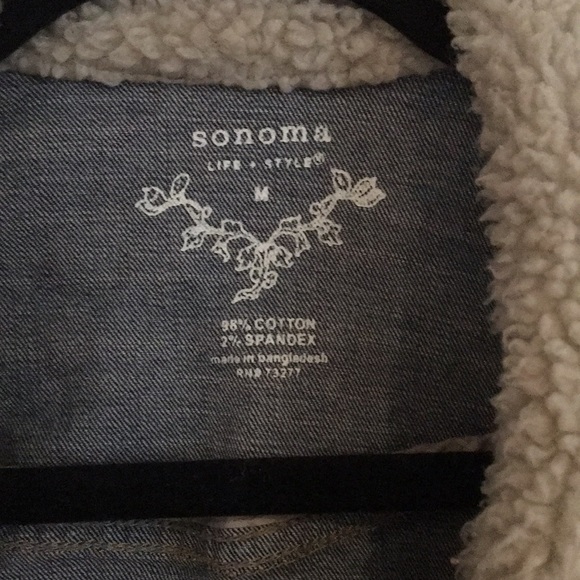 sonoma
LIFE + STYLE®
M
98% COTTON
2% SPANDEX
made in bangladesh
RN# 73277